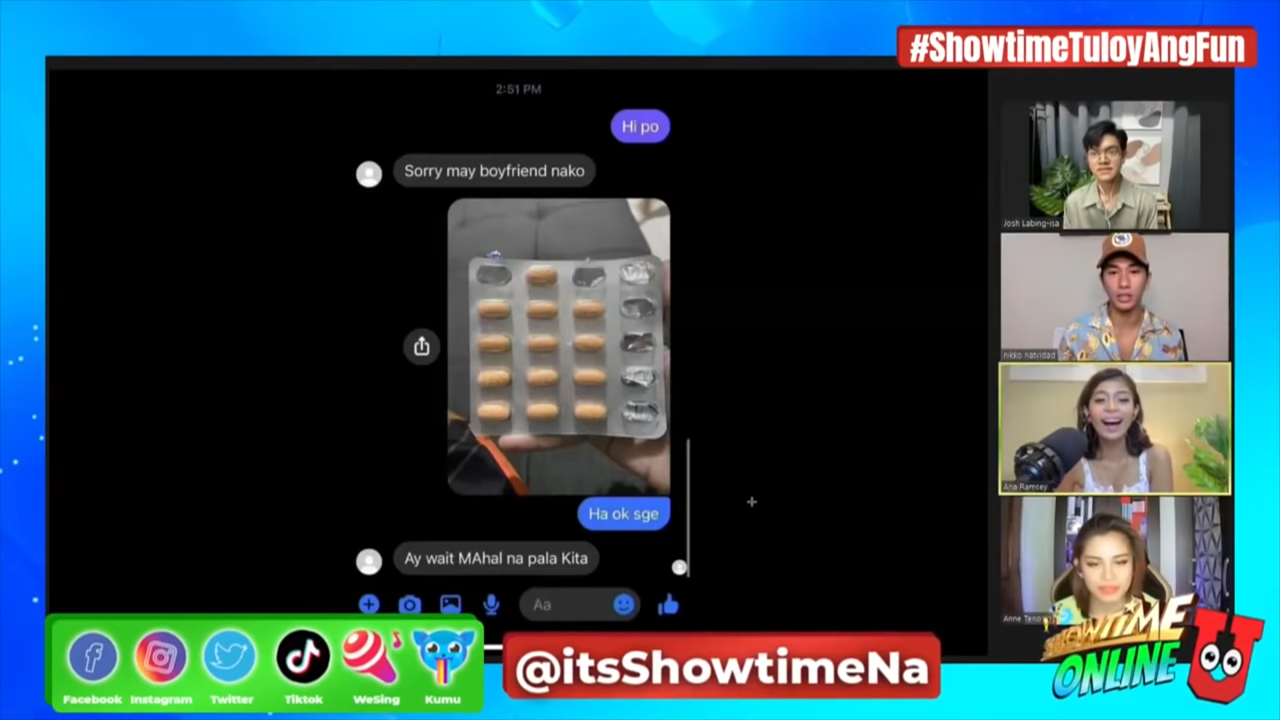 #ShowtimeTuloyAngFun
2:51 PM
Hi po
Sorry may boyfriend nako
Ha ok sge
Ay wait MAhal na pala Kita
Aa
Josh Labing-isa
nikko natividad
Ana Ramsey
Anne Teno
Facebook
Instagram
Twitter
Tiktok
WeSing
Kumu
@itsShowtimeNa
SHOWTIME
ONLINE
U